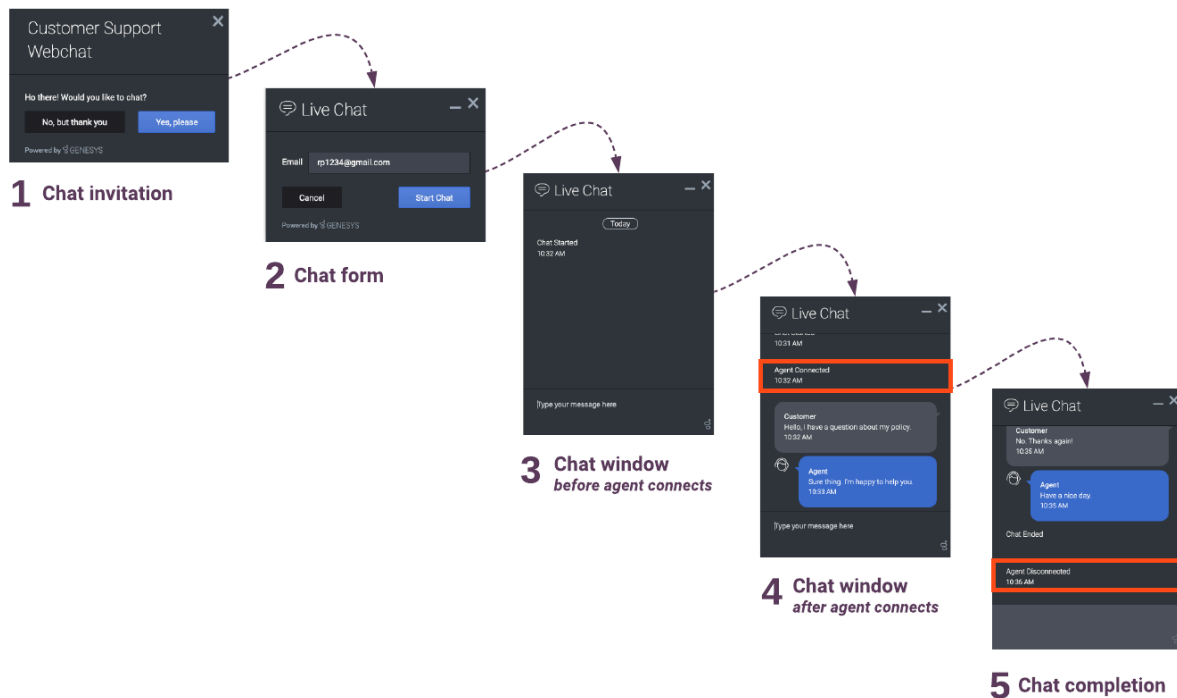 Customer Support
Webchat
Ho there! Would you like to chat?
No, but thank you
Yes, please
Powered by GENESYS
1 Chat invitation
Live Chat
Email
rp1234@gmail.com
Cancel
Start Chat
Powered by GENESYS
2 Chat form
Live Chat
Today
Chat Started
10:32 AM
Type your message here
3 Chat window
before agent connects
Live Chat
10:31 AM
Agent Connected
10:32 AM
Customer
Hello, I have a question about my policy.
10:32 AM
Agent
Sure thing. I'm happy to help you.
10:33 AM
Type your message here
4 Chat window
after agent connects
Live Chat
Customer
No. Thanks again!
10:35 AM
Agent
Have a nice day.
10:35 AM
Chat Ended
Agent Disconnected
10:36 AM
5 Chat completion